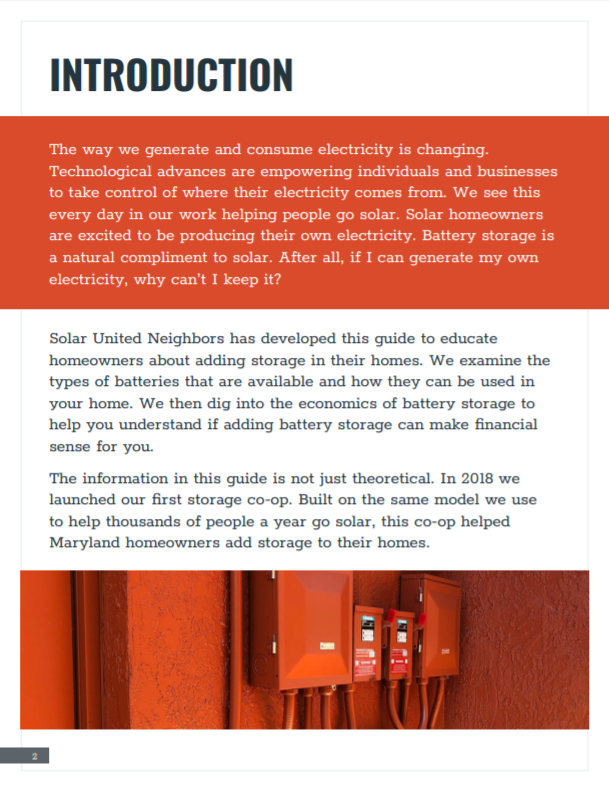 INTRODUCTION
The way we generate and consume electricity is changing.
Technological advances are empowering individuals and businesses
to take control of where their electricity comes from. We see this
every day in our work helping people go solar. Solar homeowners
are excited to be producing their own electricity. Battery storage is
a natural compliment to solar. After all, if I can generate my own
electricity, why can't I keep it?
Solar United Neighbors has developed this guide to educate
homeowners about adding storage in their homes. We examine the
types of batteries that are available and how they can be used in
your home. We then dig into the economics of battery storage to
help you understand if adding battery storage can make financial
sense for you.
The information in this guide is not just theoretical. In 2018 we
launched our first storage co-op. Built on the same model we use
to help thousands of people a year go solar, this co-op helped
Maryland homeowners add storage to their homes.
2